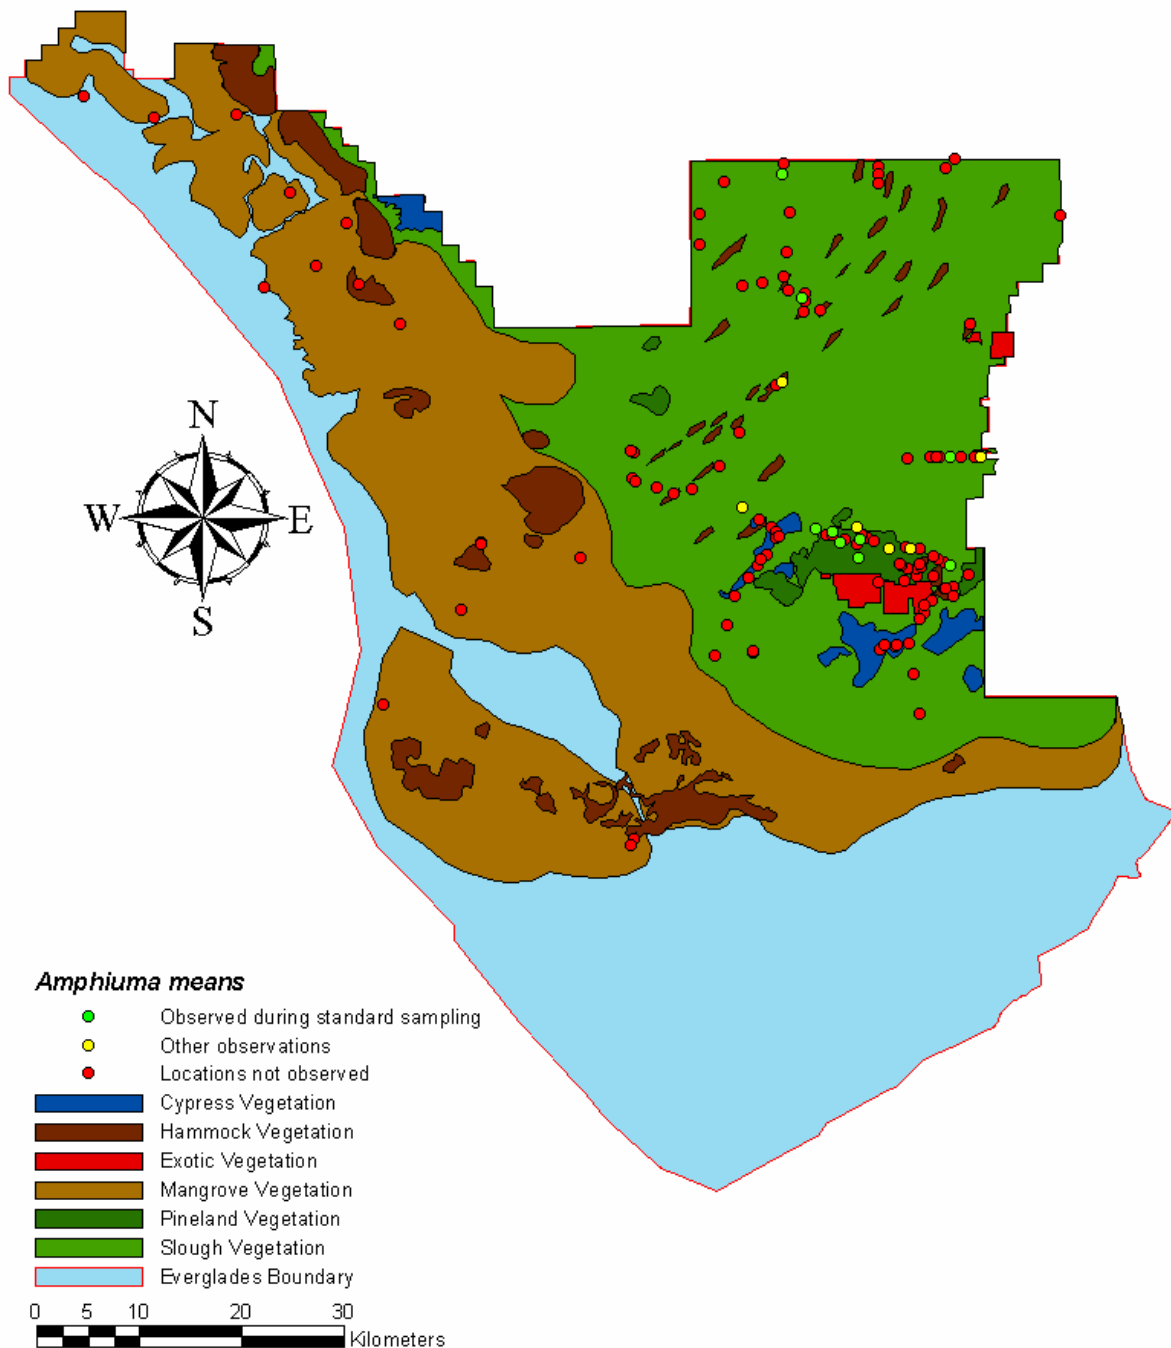 N
W E
S
Amphiuma means
Observed during standard sampling
Other observations
Locations not observed
Cypress Vegetation
Hammock Vegetation
Exotic Vegetation
Mangrove Vegetation
Pineland Vegetation
Slough Vegetation
Everglades Boundary
0 5 10 20 30
Kilometers